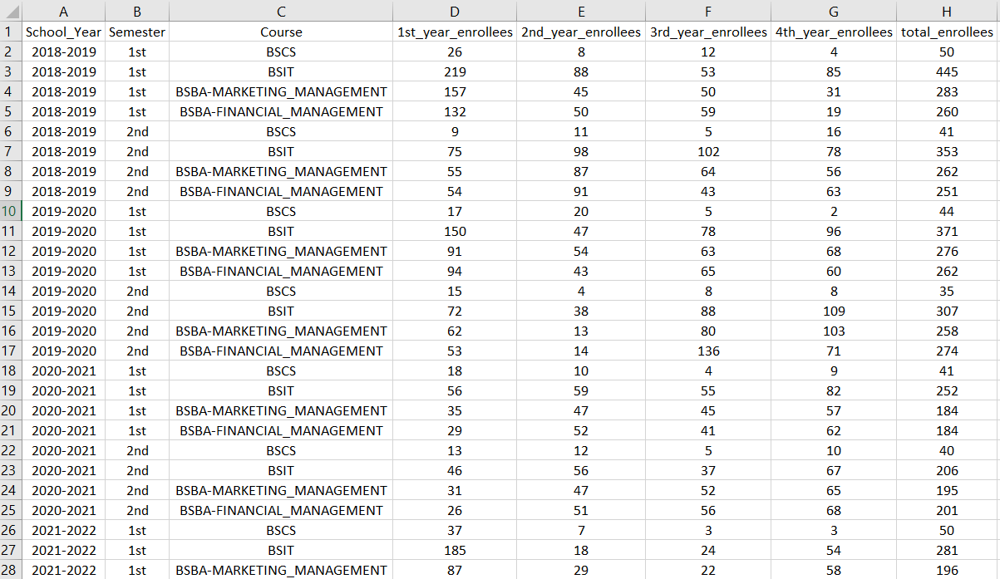 A B C D E F G H
1 School_Year Semester Course 1st_year_enrollees 2nd_year_enrollees 3rd_year_enrollees 4th_year_enrollees total_enrollees
2 2018-2019 1st BSCS 26 8 12 4 50
3 2018-2019 1st BSIT 219 88 53 85 445
4 2018-2019 1st BSBA-MARKETING_MANAGEMENT 157 45 50 31 283
5 2018-2019 1st BSBA-FINANCIAL_MANAGEMENT 132 50 59 19 260
6 2018-2019 2nd BSCS 9 11 5 16 41
7 2018-2019 2nd BSIT 75 98 102 78 353
8 2018-2019 2nd BSBA-MARKETING_MANAGEMENT 55 87 64 56 262
9 2018-2019 2nd BSBA-FINANCIAL_MANAGEMENT 54 91 43 63 251
10 2019-2020 1st BSCS 17 20 5 2 44
11 2019-2020 1st BSIT 150 47 78 96 371
12 2019-2020 1st BSBA-MARKETING_MANAGEMENT 91 54 63 68 276
13 2019-2020 1st BSBA-FINANCIAL_MANAGEMENT 94 43 65 60 262
14 2019-2020 2nd BSCS 15 4 8 8 35
15 2019-2020 2nd BSIT 72 38 88 109 307
16 2019-2020 2nd BSBA-MARKETING_MANAGEMENT 62 13 80 103 258
17 2019-2020 2nd BSBA-FINANCIAL_MANAGEMENT 53 14 136 71 274
18 2020-2021 1st BSCS 18 10 4 9 41
19 2020-2021 1st BSIT 56 59 55 82 252
20 2020-2021 1st BSBA-MARKETING_MANAGEMENT 35 47 45 57 184
21 2020-2021 1st BSBA-FINANCIAL_MANAGEMENT 29 52 41 62 184
22 2020-2021 2nd BSCS 13 12 5 10 40
23 2020-2021 2nd BSIT 46 56 37 67 206
24 2020-2021 2nd BSBA-MARKETING_MANAGEMENT 31 47 52 65 195
25 2020-2021 2nd BSBA-FINANCIAL_MANAGEMENT 26 51 56 68 201
26 2021-2022 1st BSCS 37 7 3 3 50
27 2021-2022 1st BSIT 185 18 24 54 281
28 2021-2022 1st BSBA-MARKETING_MANAGEMENT 87 29 22 58 196